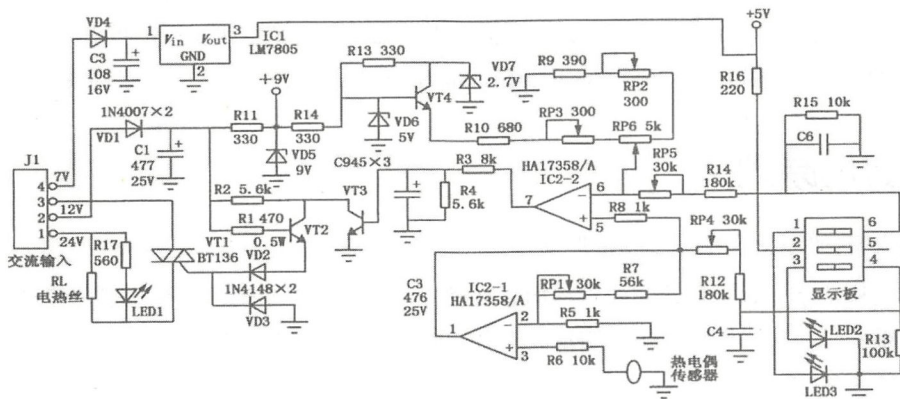 VD4
1
Vin Vout
3
IC1
LM7805
GND
2
C3
108
16V
+
+9V
R13 330
VD7
2.7V
R9 390
RP2
300
+5V
R16
220
R15 10k
C6
1N4007×2
VD1
R11
330
R14
330
VD6
5V
VT4
RP3 300
R10 680
RP6 5k
J1
7V
4
3
2
1
12V
24V
交流输入
C1
477
25V
+
VD5
9V
C945×3
R3 8k
HA17358/A
IC2-2
RP5
30k
R14
180k
R2 5.6k
VT3
+
R4
5.6k
7
6
5
−
+
R8 1k
R1 470
0.5W
VT2
RP4 30k
R17
560
VT1
BT136
VD2
1N4148×2
VD3
RL
电热丝
LED1
C3
476
25V
IC2-1
HA17358/A
RP1 30k
R7
56k
R12
180k
1
2
3
−
+
R5 1k
R6 10k
热电偶
传感器
C4
1
2
3
6
5
4
显示板
LED2
LED3
R13
100k